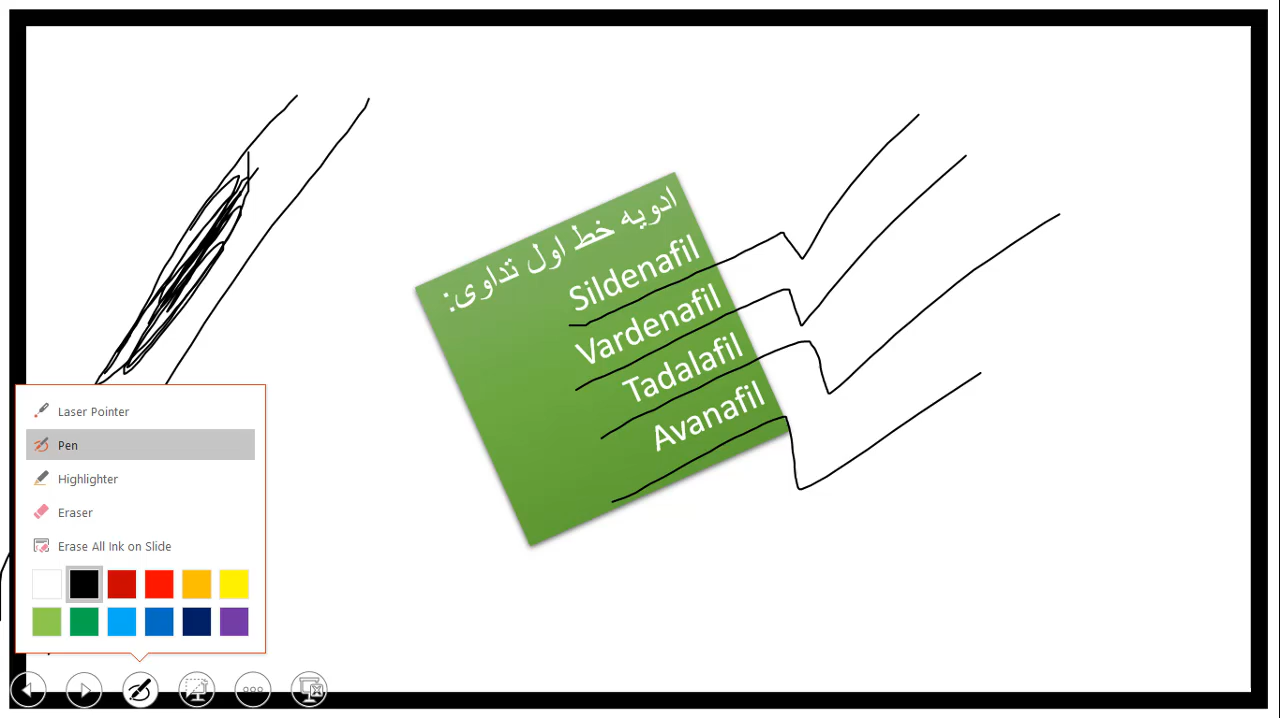 ادویه خط اول تداوی:
Sildenafil
Vardenafil
Tadalafil
Avanafil
Laser Pointer
Pen
Highlighter
Eraser
Erase All Ink on Slide